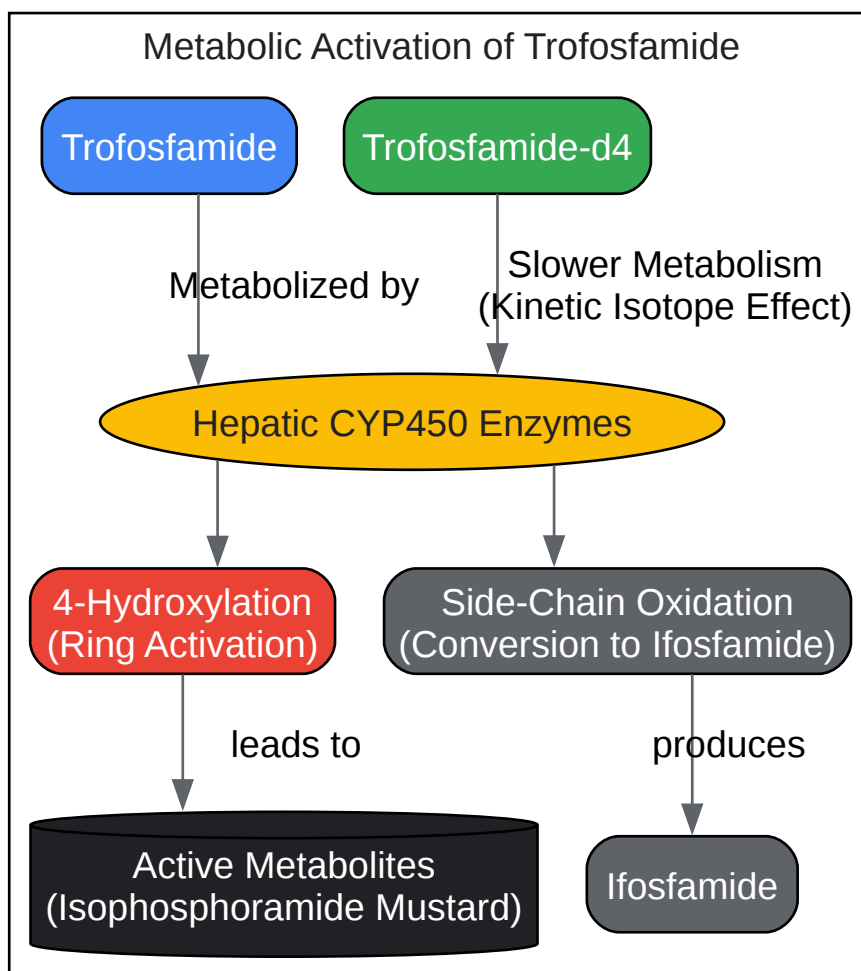 Metabolic Activation of Trofosfamide
Trofosfamide
Trofosfamide-d4
Metabolized by
Slower Metabolism
(Kinetic Isotope Effect)
Hepatic CYP450 Enzymes
4-Hydroxylation
(Ring Activation)
Side-Chain Oxidation
(Conversion to Ifosfamide)
leads to
produces
Active Metabolites
(Isophosphoramide Mustard)
Ifosfamide